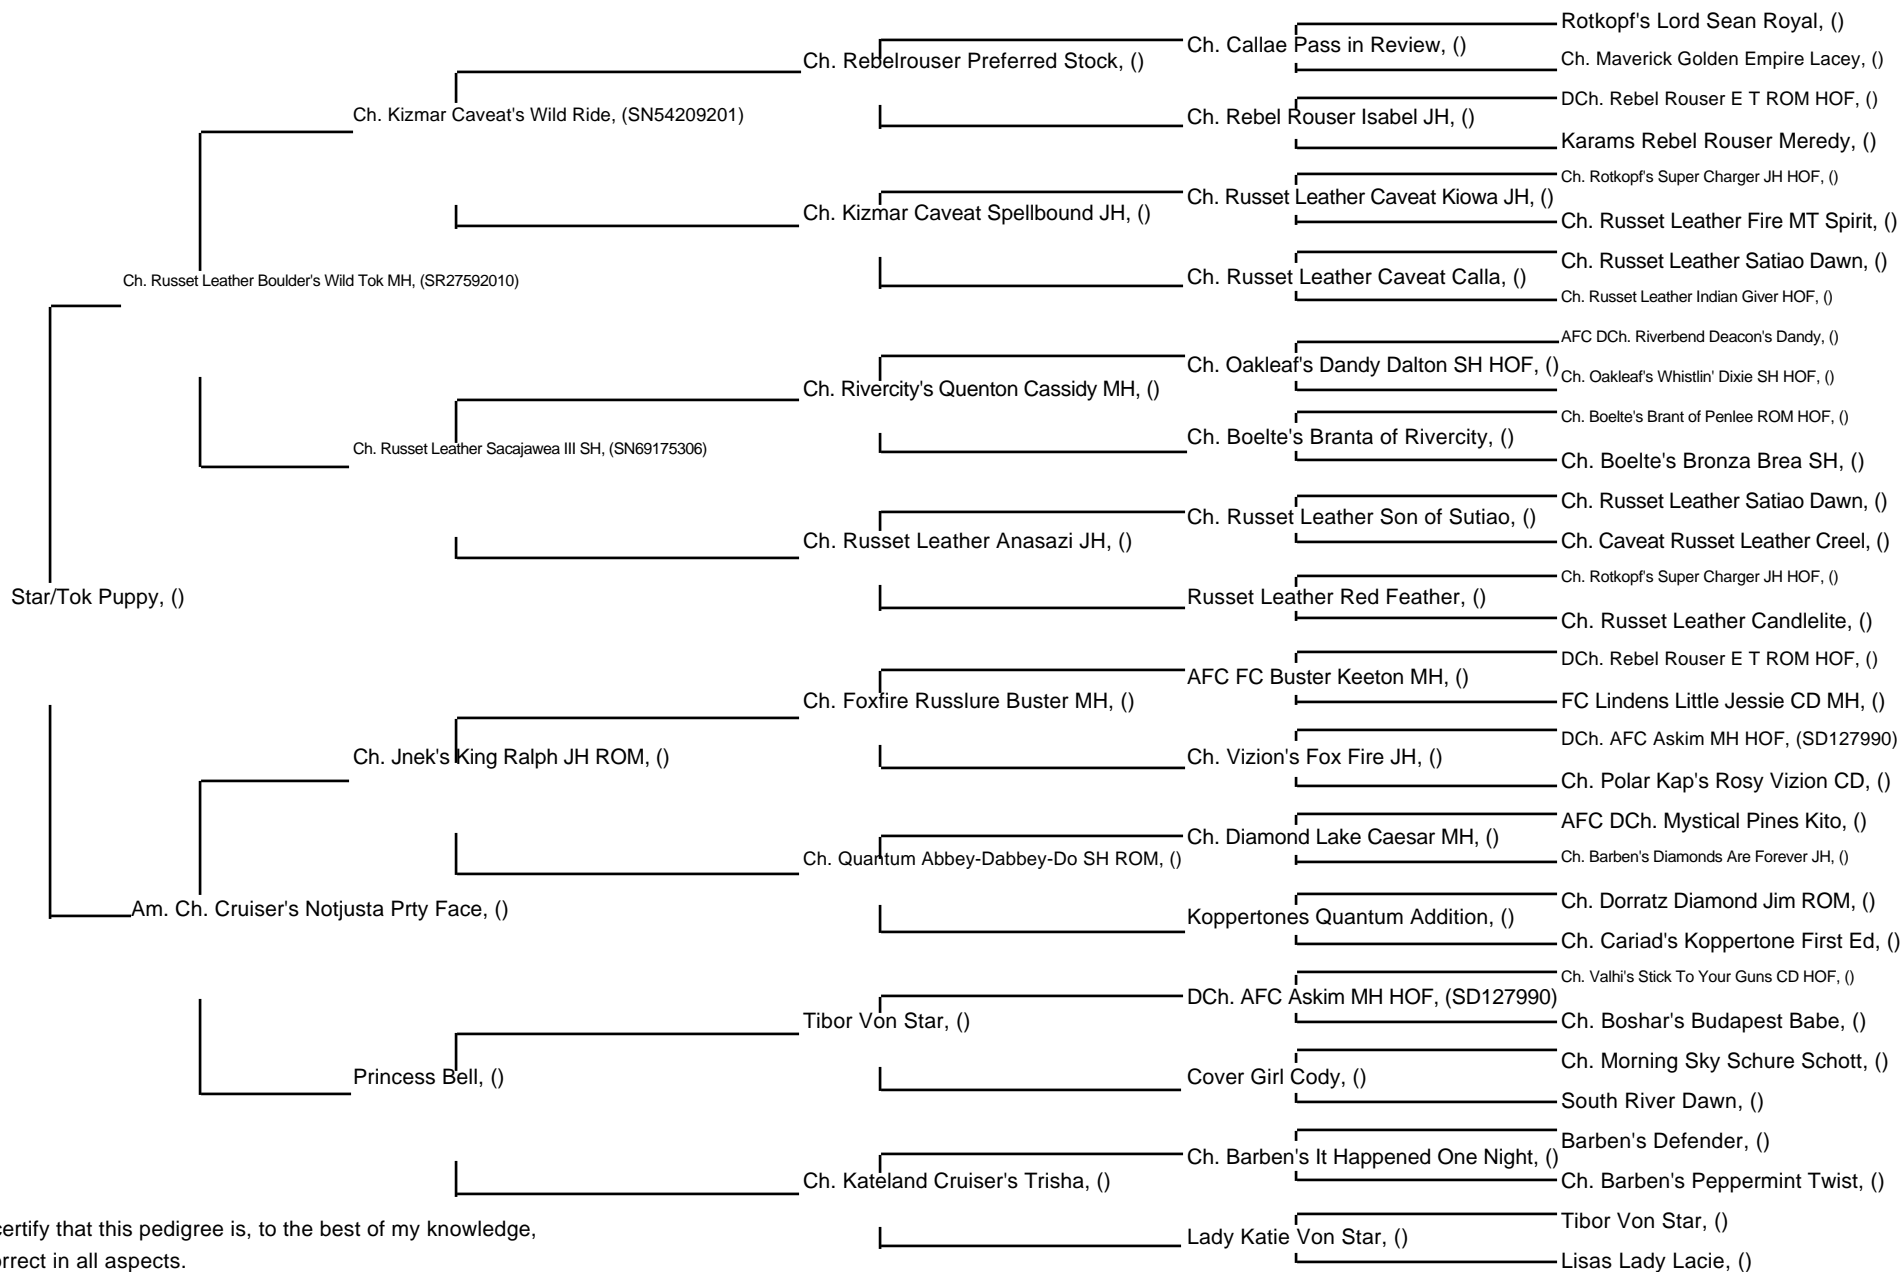 Star/Tok Puppy, ()
Ch. Russet Leather Boulder's Wild Tok MH, (SR27592010)
Am. Ch. Cruiser's Notjusta Prty Face, ()
Ch. Kizmar Caveat's Wild Ride, (SN54209201)
Ch. Russet Leather Sacajawea III SH, (SN69175306)
Ch. Jnek's King Ralph JH ROM, ()
Princess Bell, ()
Ch. Rebelrouser Preferred Stock, ()
Ch. Kizmar Caveat Spellbound JH, ()
Ch. Rivercity's Quenton Cassidy MH, ()
Ch. Russet Leather Anasazi JH, ()
Ch. Foxfire Russlure Buster MH, ()
Ch. Quantum Abbey-Dabbey-Do SH ROM, ()
Tibor Von Star, ()
Ch. Kateland Cruiser's Trisha, ()
Ch. Callae Pass in Review, ()
Ch. Rebel Rouser Isabel JH, ()
Ch. Russet Leather Caveat Kiowa JH, ()
Ch. Russet Leather Caveat Calla, ()
Ch. Oakleaf's Dandy Dalton SH HOF, ()
Ch. Boelte's Branta of Rivercity, ()
Ch. Russet Leather Son of Sutiao, ()
Russet Leather Red Feather, ()
AFC FC Buster Keeton MH, ()
Ch. Vizion's Fox Fire JH, ()
Ch. Diamond Lake Caesar MH, ()
Koppertones Quantum Addition, ()
DCh. AFC Askim MH HOF, (SD127990)
Cover Girl Cody, ()
Ch. Barben's It Happened One Night, ()
Lady Katie Von Star, ()
Rotkopf's Lord Sean Royal, ()
Ch. Maverick Golden Empire Lacey, ()
DCh. Rebel Rouser E T ROM HOF, ()
Karams Rebel Rouser Meredy, ()
Ch. Rotkopf's Super Charger JH HOF, ()
Ch. Russet Leather Fire MT Spirit, ()
Ch. Russet Leather Satiao Dawn, ()
Ch. Russet Leather Indian Giver HOF, ()
AFC DCh. Riverbend Deacon's Dandy, ()
Ch. Oakleaf's Whistlin' Dixie SH HOF, ()
Ch. Boelte's Brant of Penlee ROM HOF, ()
Ch. Boelte's Bronza Brea SH, ()
Ch. Russet Leather Satiao Dawn, ()
Ch. Caveat Russet Leather Creel, ()
Ch. Rotkopf's Super Charger JH HOF, ()
Ch. Russet Leather Candlelite, ()
DCh. Rebel Rouser E T ROM HOF, ()
FC Lindens Little Jessie CD MH, ()
DCh. AFC Askim MH HOF, (SD127990)
Ch. Polar Kap's Rosy Vizion CD, ()
AFC DCh. Mystical Pines Kito, ()
Ch. Barben's Diamonds Are Forever JH, ()
Ch. Dorratz Diamond Jim ROM, ()
Ch. Cariad's Koppertone First Ed, ()
Ch. Valhi's Stick To Your Guns CD HOF, ()
Ch. Boshar's Budapest Babe, ()
Ch. Morning Sky Schure Schott, ()
South River Dawn, ()
Barben's Defender, ()
Ch. Barben's Peppermint Twist, ()
Tibor Von Star, ()
Lisas Lady Lacie, ()
certify that this pedigree is, to the best of my knowledge,
orrect in all aspects.